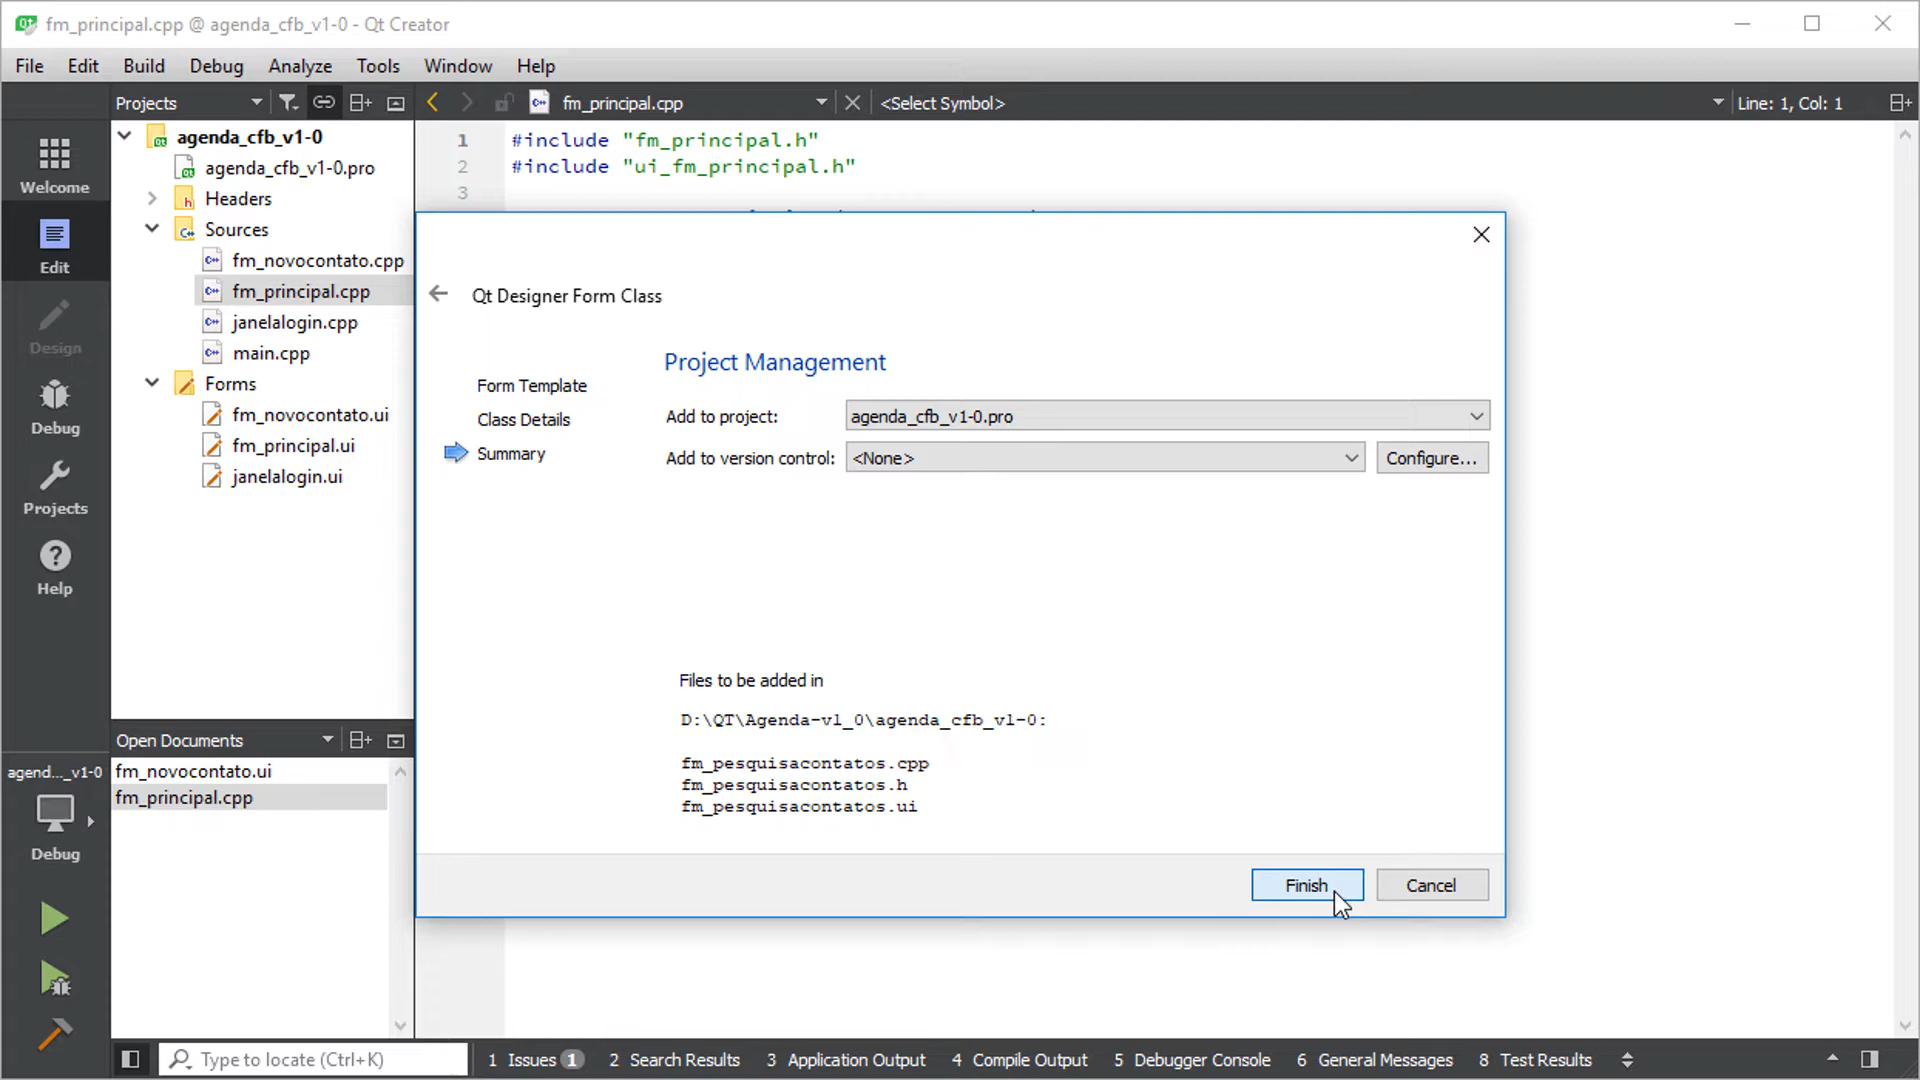 fm_principal.cpp @ agenda_cfb_v1-0 - Qt Creator
File Edit Build Debug Analyze Tools Window Help
Projects
fm_principal.cpp
<Select Symbol>
Line: 1, Col: 1
Welcome
Edit
Design
Debug
Projects
Help
agenda_cfb_v1-0
agenda_cfb_v1-0.pro
Headers
Sources
fm_novocontato.cpp
fm_principal.cpp
janelalogin.cpp
main.cpp
Forms
fm_novocontato.ui
fm_principal.ui
janelalogin.ui
1 #include "fm_principal.h"
2 #include "ui_fm_principal.h"
3
Qt Designer Form Class
Form Template
Class Details
Summary
Project Management
Add to project: agenda_cfb_v1-0.pro
Add to version control: <None> Configure...
Files to be added in
D:\QT\Agenda-v1_0\agenda_cfb_v1-0:
fm_pesquisacontatos.cpp
fm_pesquisacontatos.h
fm_pesquisacontatos.ui
Finish Cancel
Open Documents
fm_novocontato.ui
fm_principal.cpp
agend..._v1-0
Debug
Type to locate (Ctrl+K)
1 Issues 1 2 Search Results 3 Application Output 4 Compile Output 5 Debugger Console 6 General Messages 8 Test Results